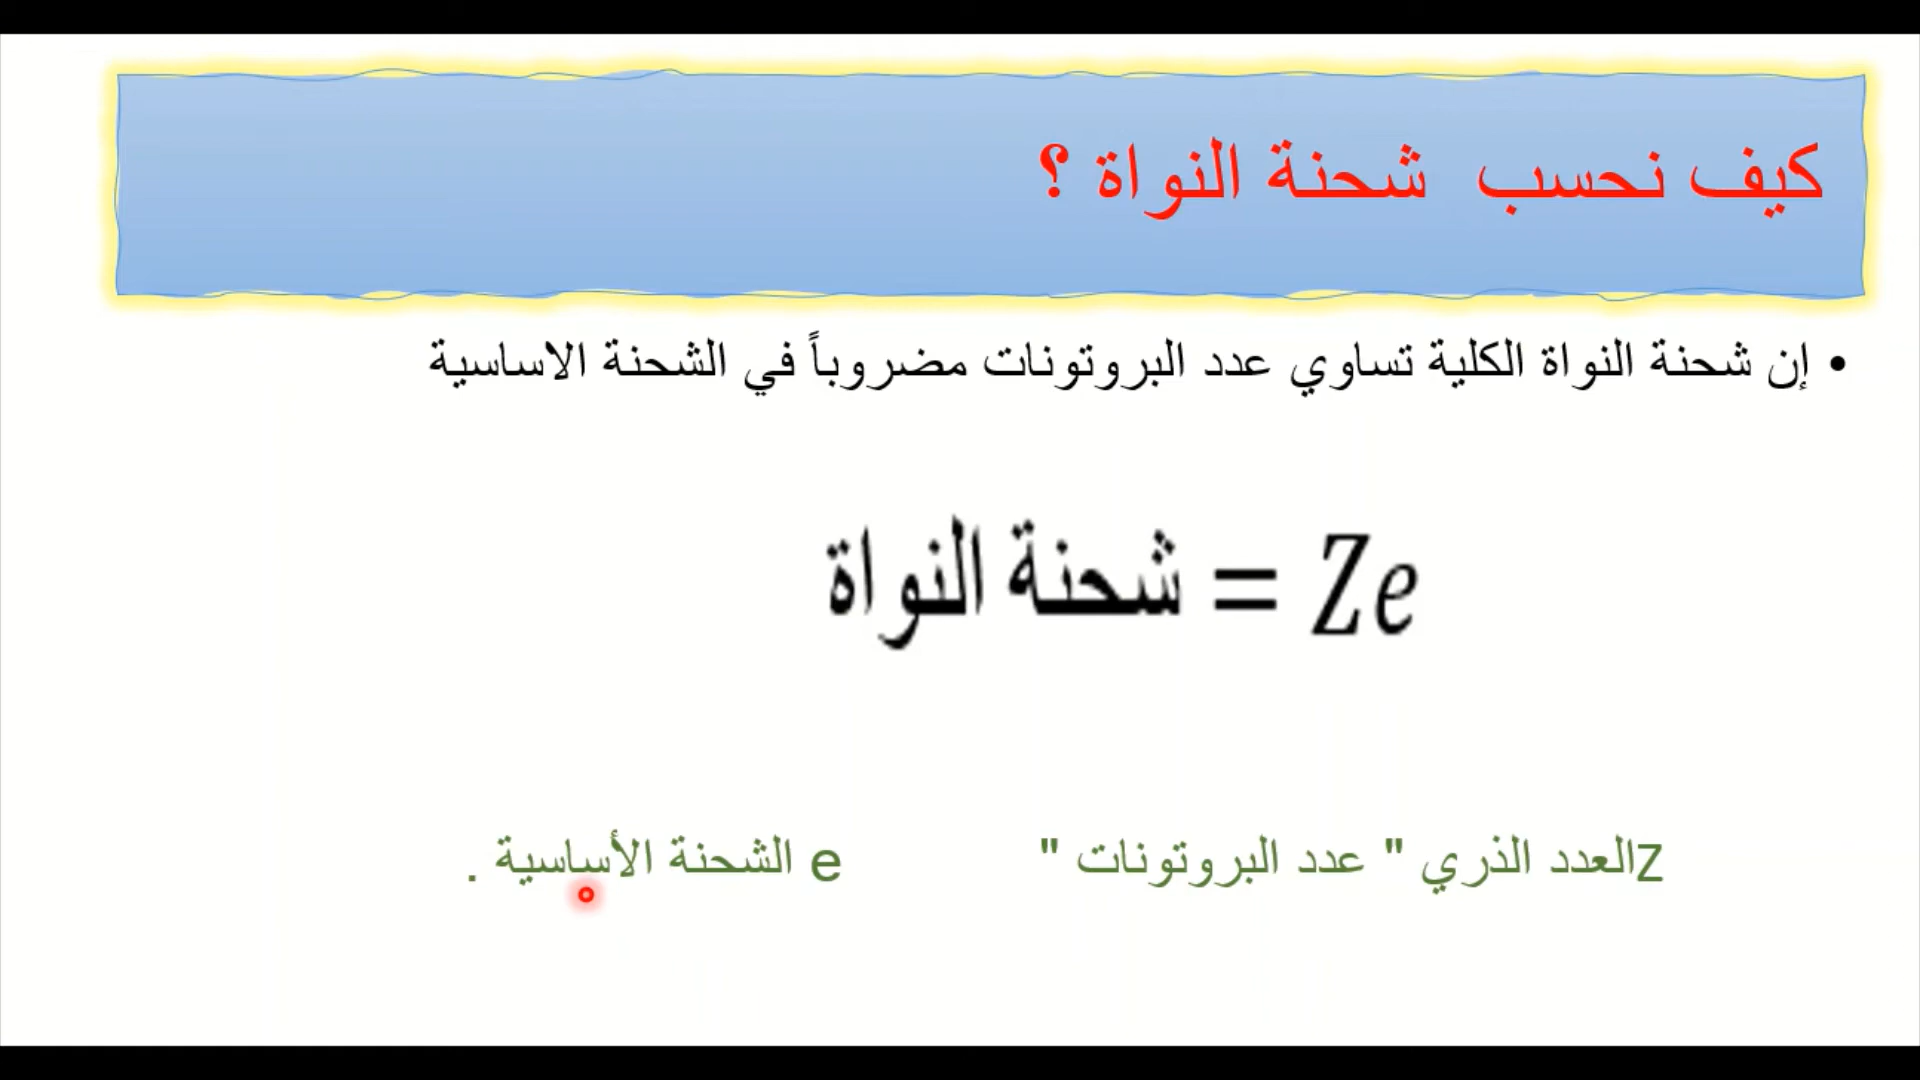 كيف نحسب شحنة النواة ؟
• إن شحنة النواة الكلية تساوي عدد البروتونات مضروباً في الشحنة الاساسية
شحنة النواة = Ze
Zالعدد الذري " عدد البروتونات " e الشحنة الأساسية .